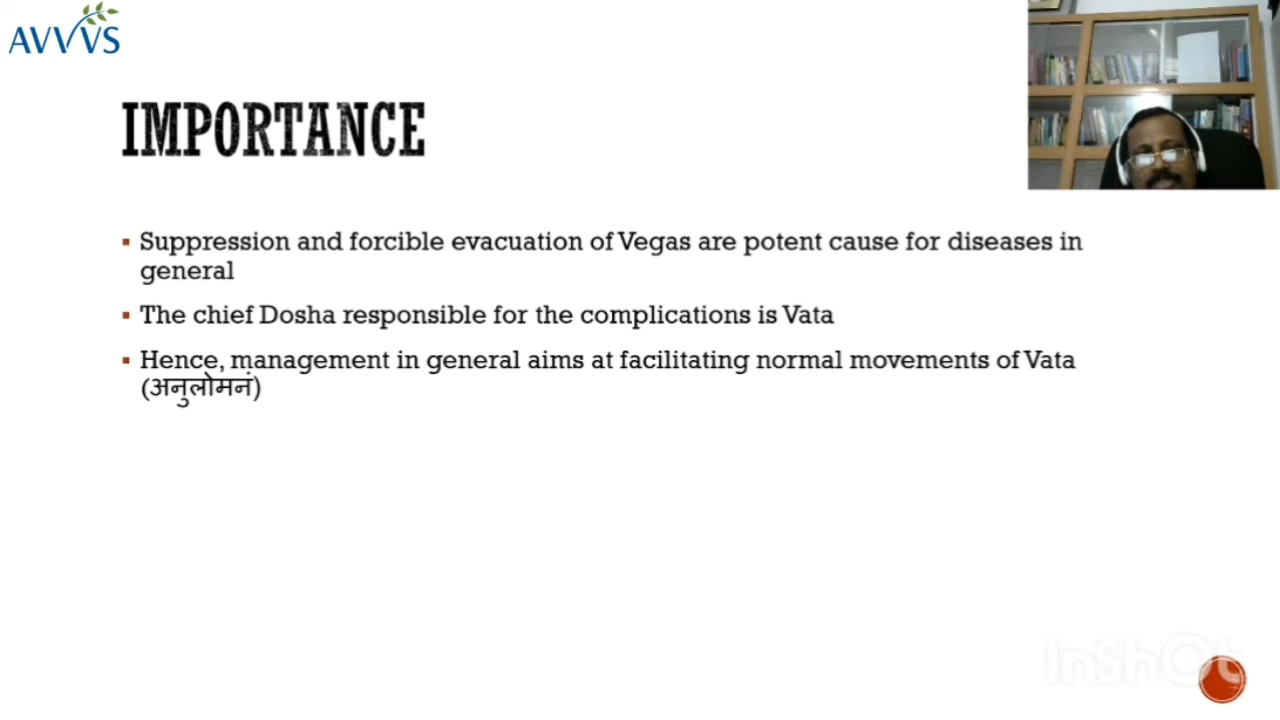 AVVVS
IMPORTANCE
Suppression and forcible evacuation of Vegas are potent cause for diseases in
general
The chief Dosha responsible for the complications is Vata
Hence, management in general aims at facilitating normal movements of Vata
(अनुलोमनं)
InShOt